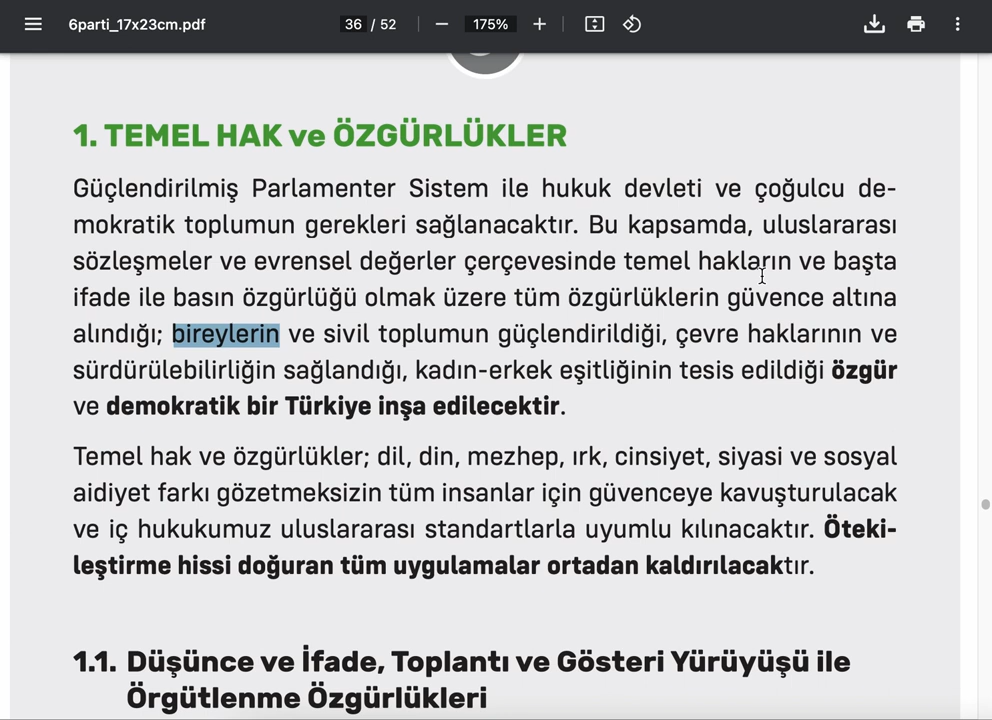 6parti_17x23cm.pdf 36 / 52 175%
1. TEMEL HAK ve ÖZGÜRLÜKLER
Güçlendirilmiş Parlamenter Sistem ile hukuk devleti ve çoğulcu de-
mokratik toplumun gerekleri sağlanacaktır. Bu kapsamda, uluslararası
sözleşmeler ve evrensel değerler çerçevesinde temel hakların ve başta
ifade ile basın özgürlüğü olmak üzere tüm özgürlüklerin güvence altına
alındığı; bireylerin ve sivil toplumun güçlendirildiği, çevre haklarının ve
sürdürülebilirliğin sağlandığı, kadın-erkek eşitliğinin tesis edildiği özgür
ve demokratik bir Türkiye inşa edilecektir.
Temel hak ve özgürlükler; dil, din, mezhep, ırk, cinsiyet, siyasi ve sosyal
aidiyet farkı gözetmeksizin tüm insanlar için güvenceye kavuşturulacak
ve iç hukukumuz uluslararası standartlarla uyumlu kılınacaktır. Öteki-
leştirme hissi doğuran tüm uygulamalar ortadan kaldırılacaktır.
1.1. Düşünce ve İfade, Toplantı ve Gösteri Yürüyüşü ile
Örgütlenme Özgürlükleri